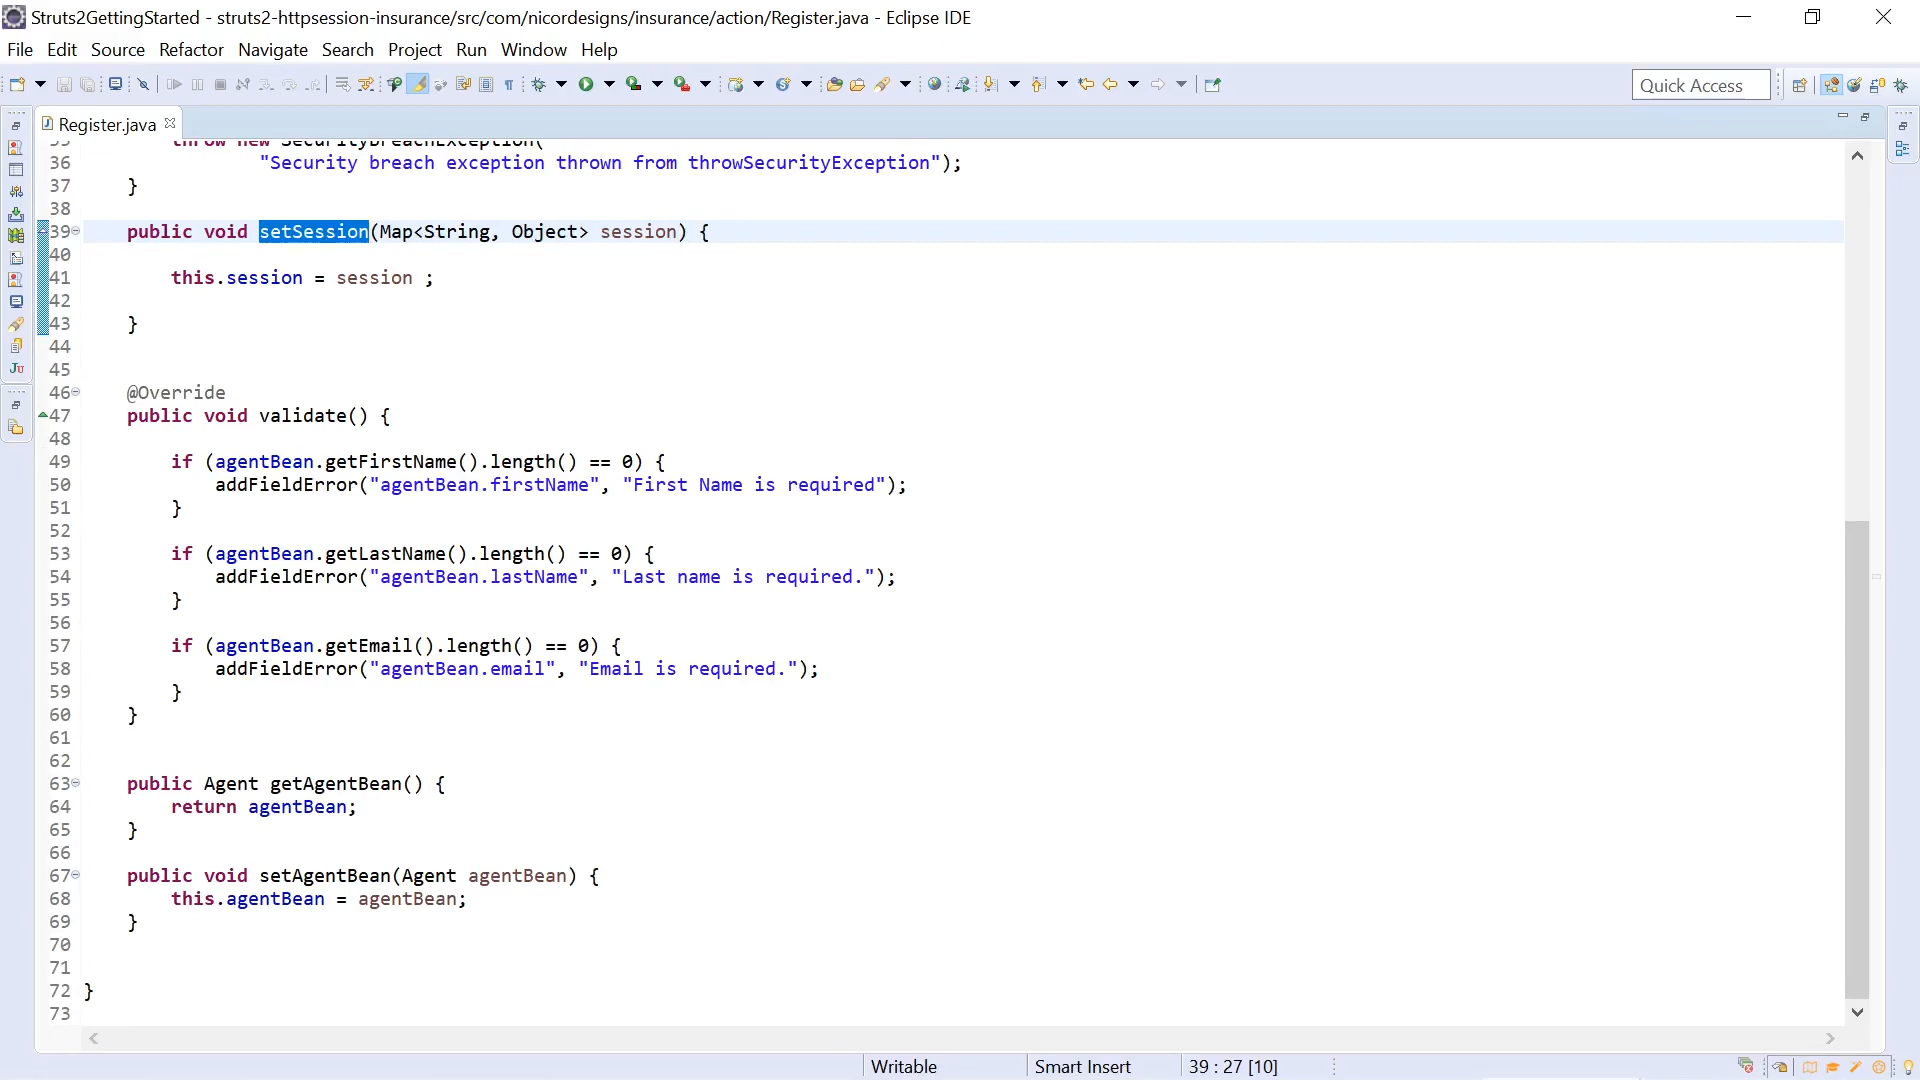 Struts2GettingStarted - struts2-httpsession-insurance/src/com/nicordesigns/insurance/action/Register.java - Eclipse IDE
File Edit Source Refactor Navigate Search Project Run Window Help
Quick Access
Register.java
35 throw new SecurityBreachException(
36 "Security breach exception thrown from throwSecurityException");
37 }
38
39 public void setSession(Map<String, Object> session) {
40
41 this.session = session ;
42
43 }
44
45
46 @Override
47 public void validate() {
48
49 if (agentBean.getFirstName().length() == 0) {
50 addFieldError("agentBean.firstName", "First Name is required");
51 }
52
53 if (agentBean.getLastName().length() == 0) {
54 addFieldError("agentBean.lastName", "Last name is required.");
55 }
56
57 if (agentBean.getEmail().length() == 0) {
58 addFieldError("agentBean.email", "Email is required.");
59 }
60 }
61
62
63 public Agent getAgentBean() {
64 return agentBean;
65 }
66
67 public void setAgentBean(Agent agentBean) {
68 this.agentBean = agentBean;
69 }
70
71
72 }
73
Writable Smart Insert 39 : 27 [10]